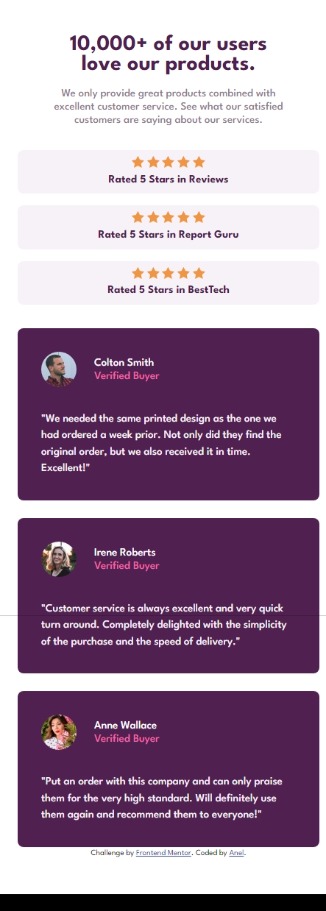 10,000+ of our users
love our products.
We only provide great products combined with
excellent customer service. See what our satisfied
customers are saying about our services.
Rated 5 Stars in Reviews
Rated 5 Stars in Report Guru
Rated 5 Stars in BestTech
Colton Smith
Verified Buyer
"We needed the same printed design as the one we
had ordered a week prior. Not only did they find the
original order, but we also received it in time.
Excellent!"
Irene Roberts
Verified Buyer
"Customer service is always excellent and very quick
turn around. Completely delighted with the simplicity
of the purchase and the speed of delivery."
Anne Wallace
Verified Buyer
"Put an order with this company and can only praise
them for the very high standard. Will definitely use
them again and recommend them to everyone!"
Challenge by Frontend Mentor. Coded by Anel.